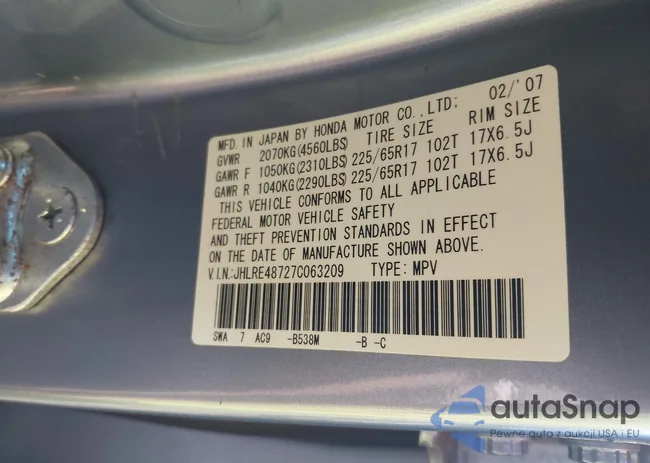 MFD. IN JAPAN BY HONDA MOTOR CO., LTD: 02/'07
GVWR 2070KG(4560LBS) TIRE SIZE RIM SIZE
GAWR F 1050KG(2310LBS) 225/65R17 102T 17X6.5J
GAWR R 1040KG(2290LBS) 225/65R17 102T 17X6.5J
THIS VEHICLE CONFORMS TO ALL APPLICABLE
FEDERAL MOTOR VEHICLE SAFETY
AND THEFT PREVENTION STANDARDS IN EFFECT
ON THE DATE OF MANUFACTURE SHOWN ABOVE.
V.I.N:JHLRE48727C063209 TYPE: MPV
SWA 7 AC9 -B538M -B -C
autoSnap
Pewne auta z aukcji USA i EU